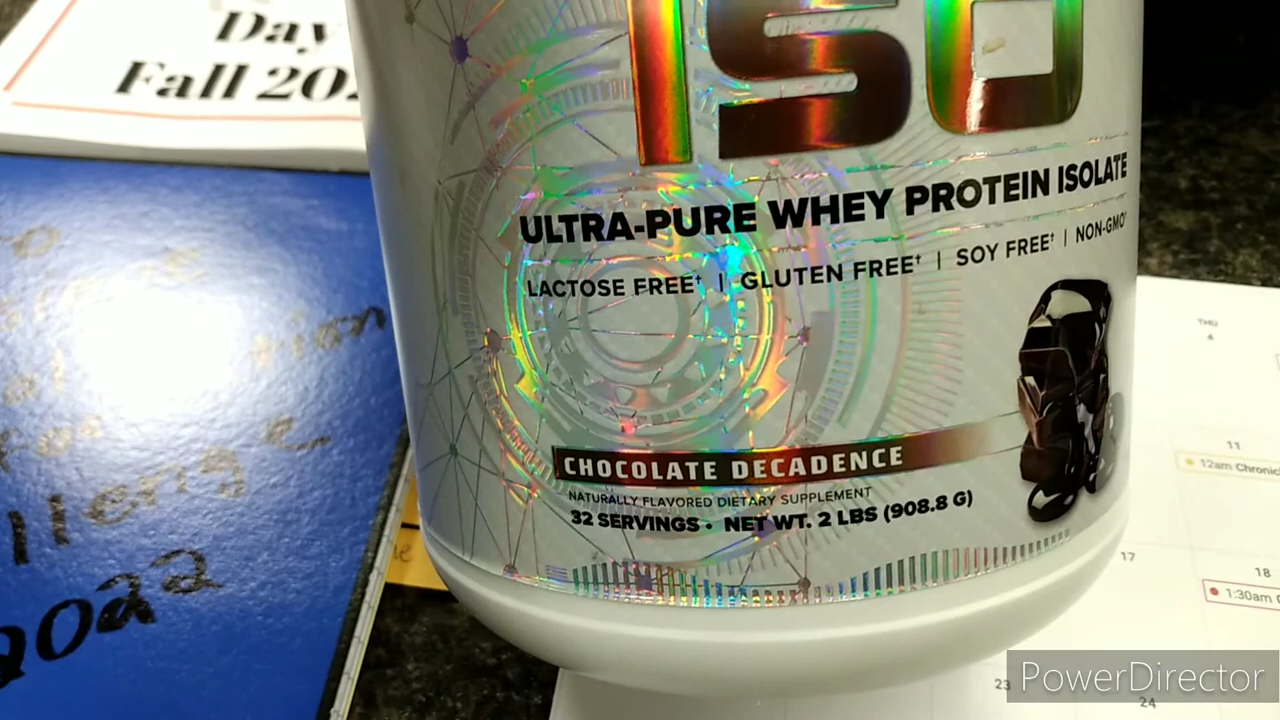 Day
Fall 202
ISO
ULTRA-PURE WHEY PROTEIN ISOLATE
LACTOSE FREE† | GLUTEN FREE† | SOY FREE† | NON-GMO†
CHOCOLATE DECADENCE
NATURALLY FLAVORED DIETARY SUPPLEMENT
32 SERVINGS • NET WT. 2 LBS (908.8 G)
THU
4
11
12am Chronic
17
18
1:30am
23
24
2022
PowerDirector